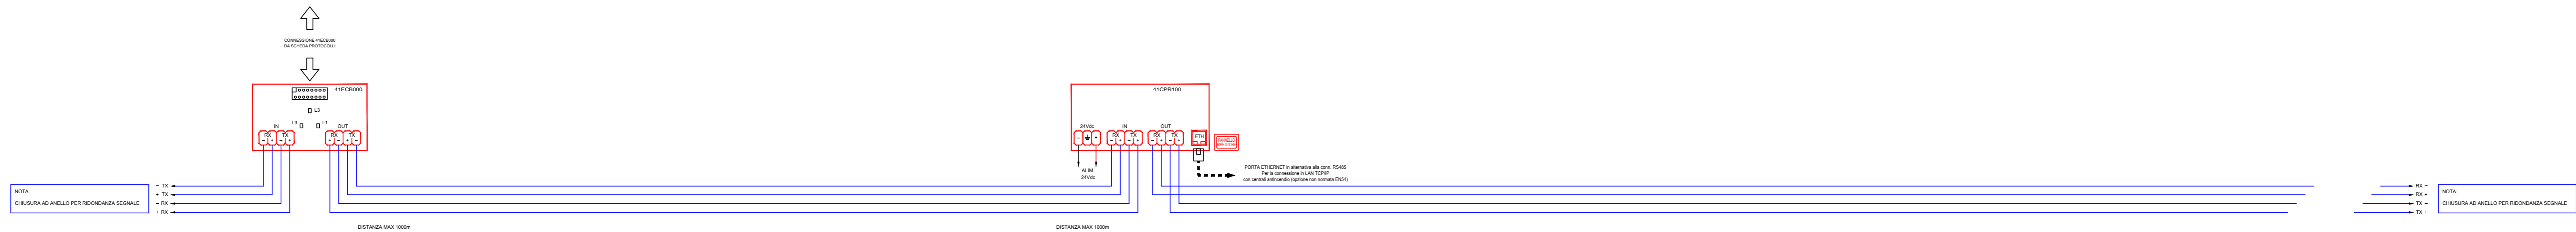 CONNESSIONE 41ECB000
DA SCHEDA PROTOCOLLI
41ECB000
L3
L3
L1
IN
OUT
RX TX
RX TX
− + − +
+ − + −
− TX
+ TX
− RX
+ RX
NOTA:
CHIUSURA AD ANELLO PER RIDONDANZA SEGNALE
DISTANZA MAX 1000m
41CPR100
24Vdc
IN
OUT
RX TX
RX TX
ETH
− +
− + − +
− + − +
PANNELLO
RIPETITORE
ALIM.
24Vdc
PORTA ETHERNET in alternativa alla conn. RS485
Per la connessione in LAN TCP/IP
con centrali antincendio (opzione non normata EN54)
DISTANZA MAX 1000m
RX −
RX +
TX −
TX +
NOTA:
CHIUSURA AD ANELLO PER RIDONDANZA SEGNALE